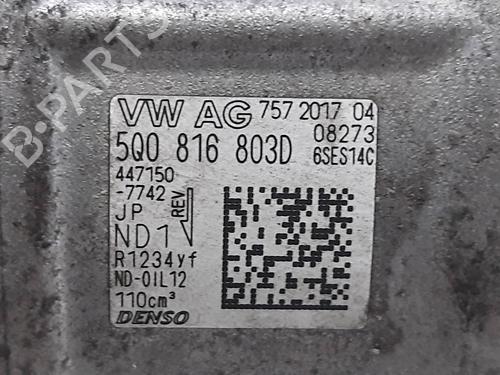 B-PARTS
VW AG 757 2017 04
08273
5Q0 816 803D 6SES14C
447150
-7742
JP REV
ND1
R1234yf
ND-OIL12
110cm³
DENSO